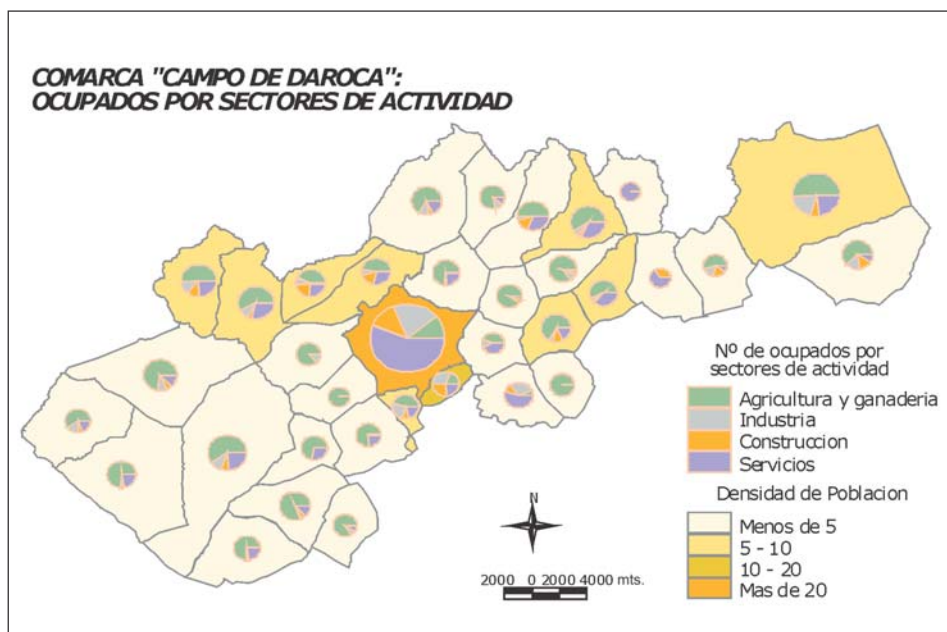 COMARCA "CAMPO DE DAROCA":
OCUPADOS POR SECTORES DE ACTIVIDAD
Nº de ocupados por
sectores de actividad
Agricultura y ganaderia
Industria
Construccion
Servicios
Densidad de Poblacion
Menos de 5
5 - 10
10 - 20
Mas de 20
N
2000 0 2000 4000 mts.